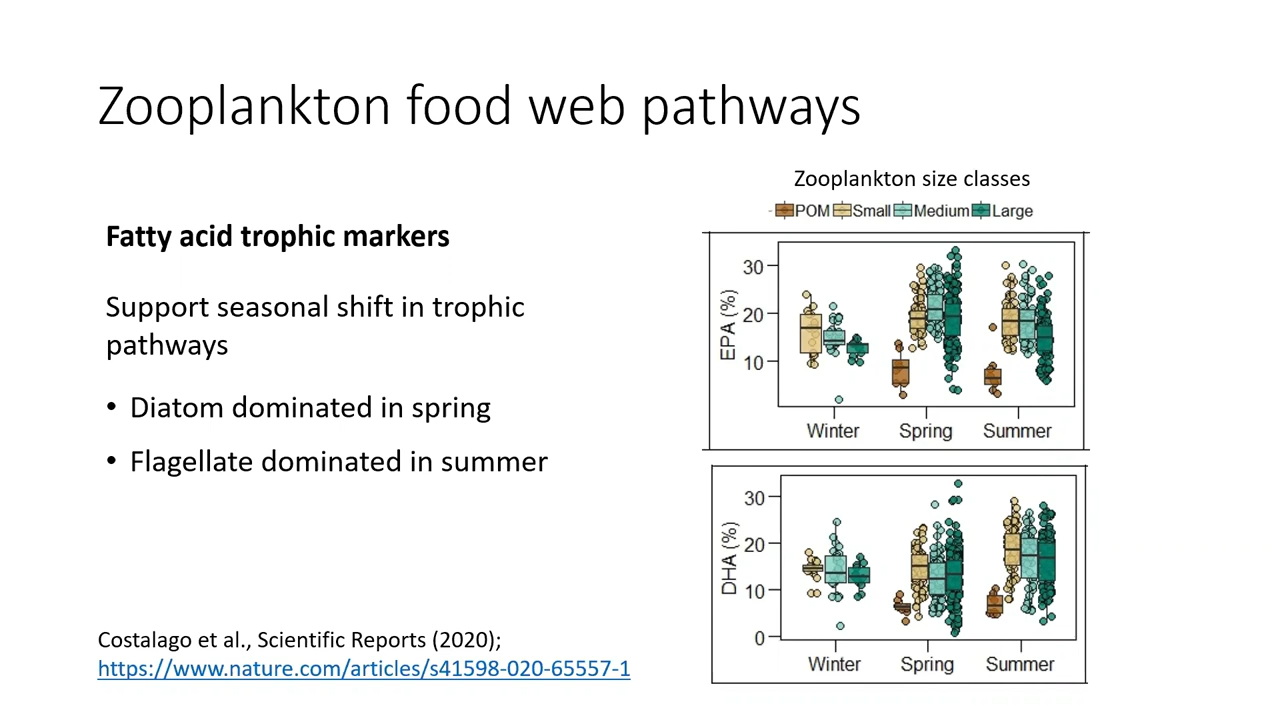 Zooplankton food web pathways
Zooplankton size classes
POM Small Medium Large
Fatty acid trophic markers
Support seasonal shift in trophic
pathways
• Diatom dominated in spring
• Flagellate dominated in summer
EPA (%)
30
20
10
Winter Spring Summer
DHA (%)
30
20
10
0
Winter Spring Summer
Costalago et al., Scientific Reports (2020);
https://www.nature.com/articles/s41598-020-65557-1